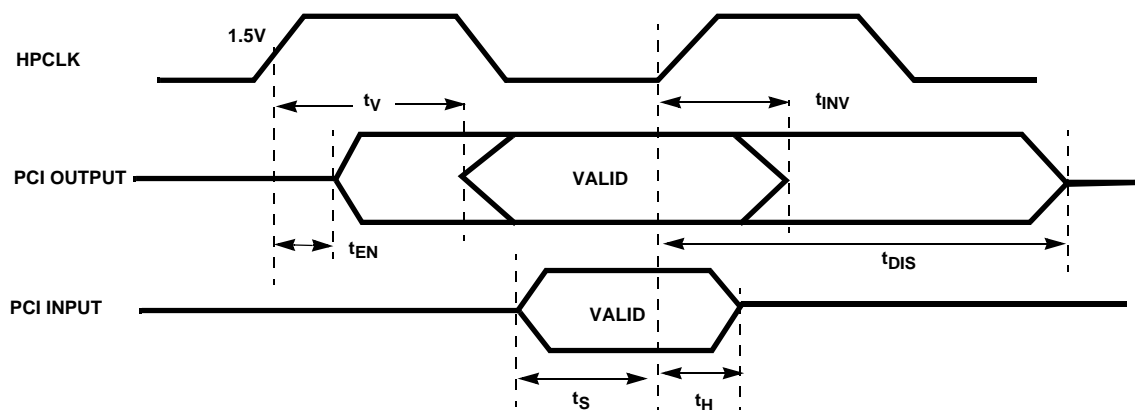 1.5V
HPCLK
tV
tINV
PCI OUTPUT
VALID
tEN
tDIS
PCI INPUT
VALID
tS
tH